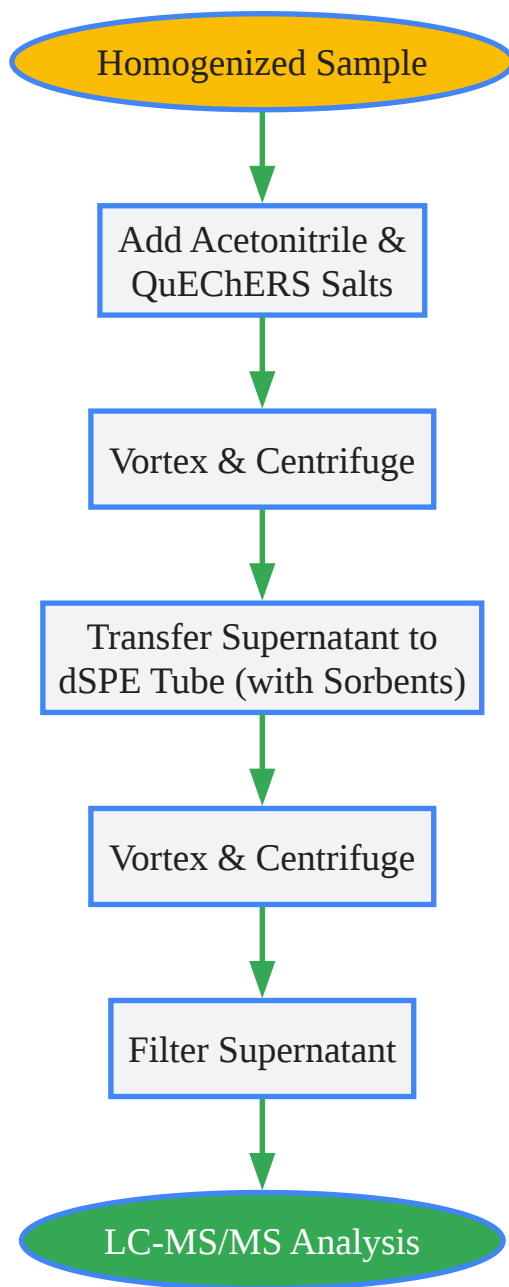 Homogenized Sample
Add Acetonitrile &
QuEChERS Salts
Vortex & Centrifuge
Transfer Supernatant to
dSPE Tube (with Sorbents)
Vortex & Centrifuge
Filter Supernatant
LC-MS/MS Analysis